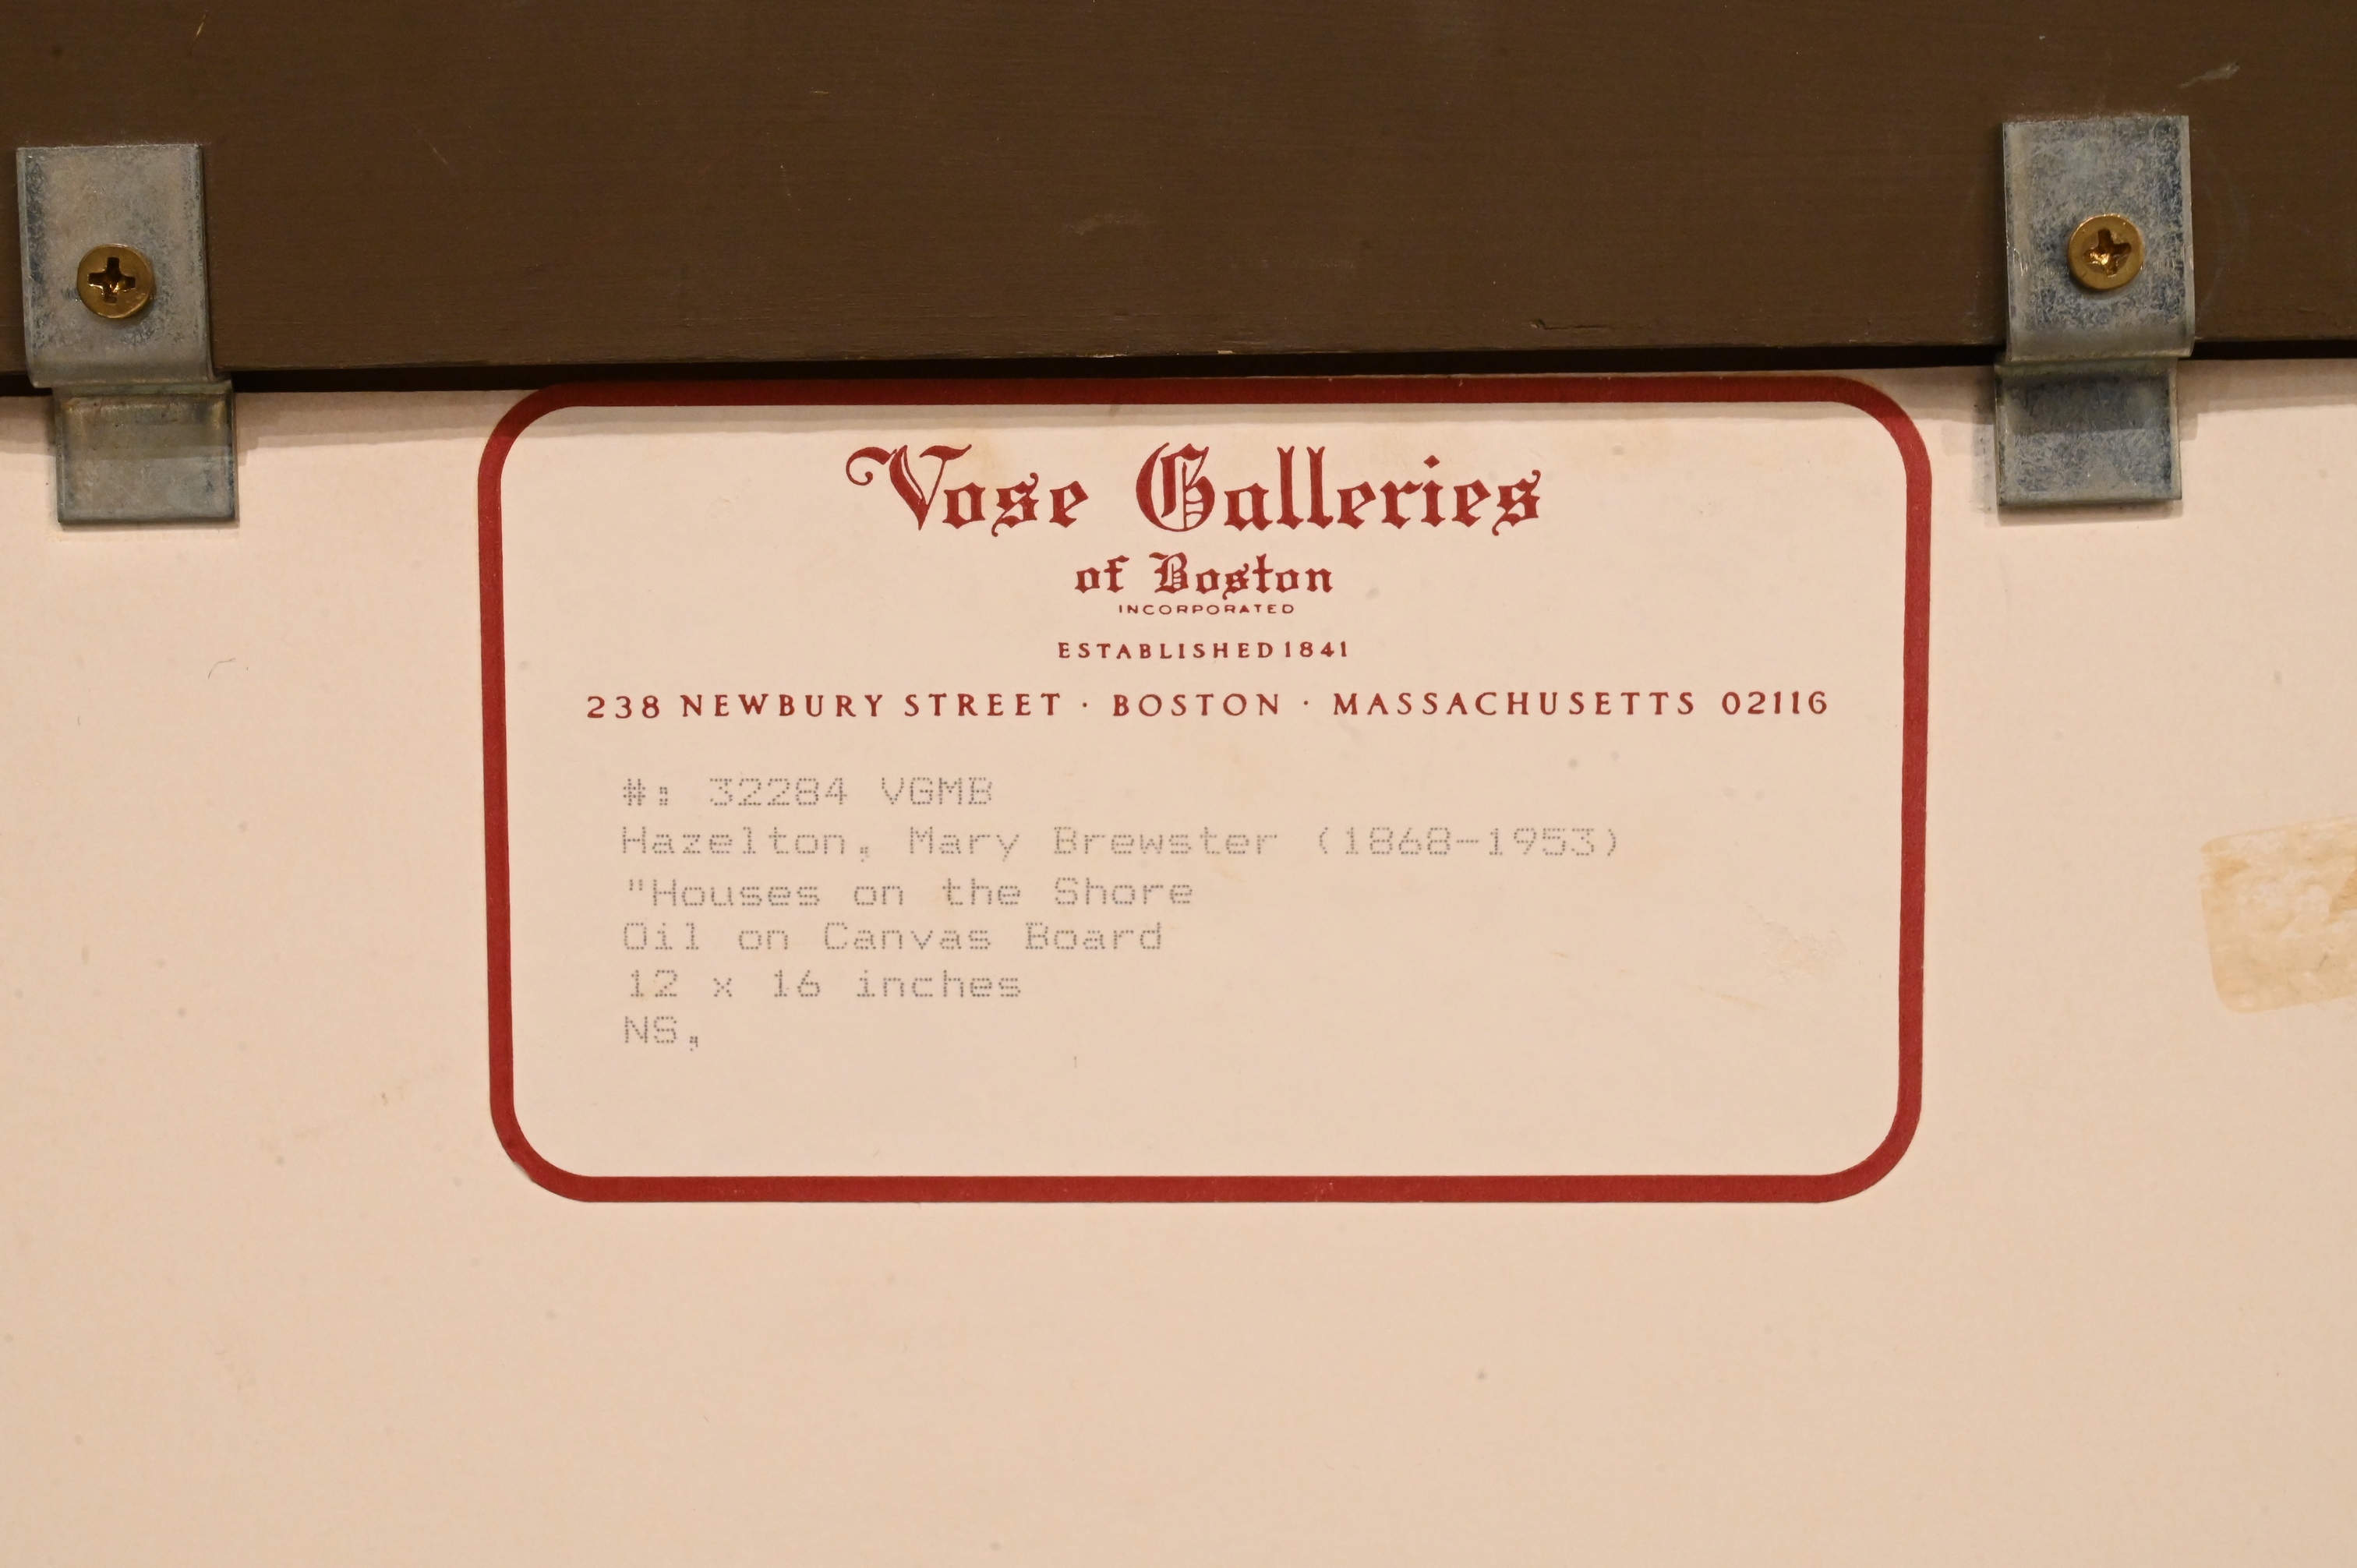 Vose Galleries
of Boston
INCORPORATED
ESTABLISHED 1841
238 NEWBURY STREET · BOSTON · MASSACHUSETTS 02116
#: 32284 VGMB
Hazelton, Mary Brewster (1868-1953)
"Houses on the Shore
Oil on Canvas Board
12 x 16 inches
NS,